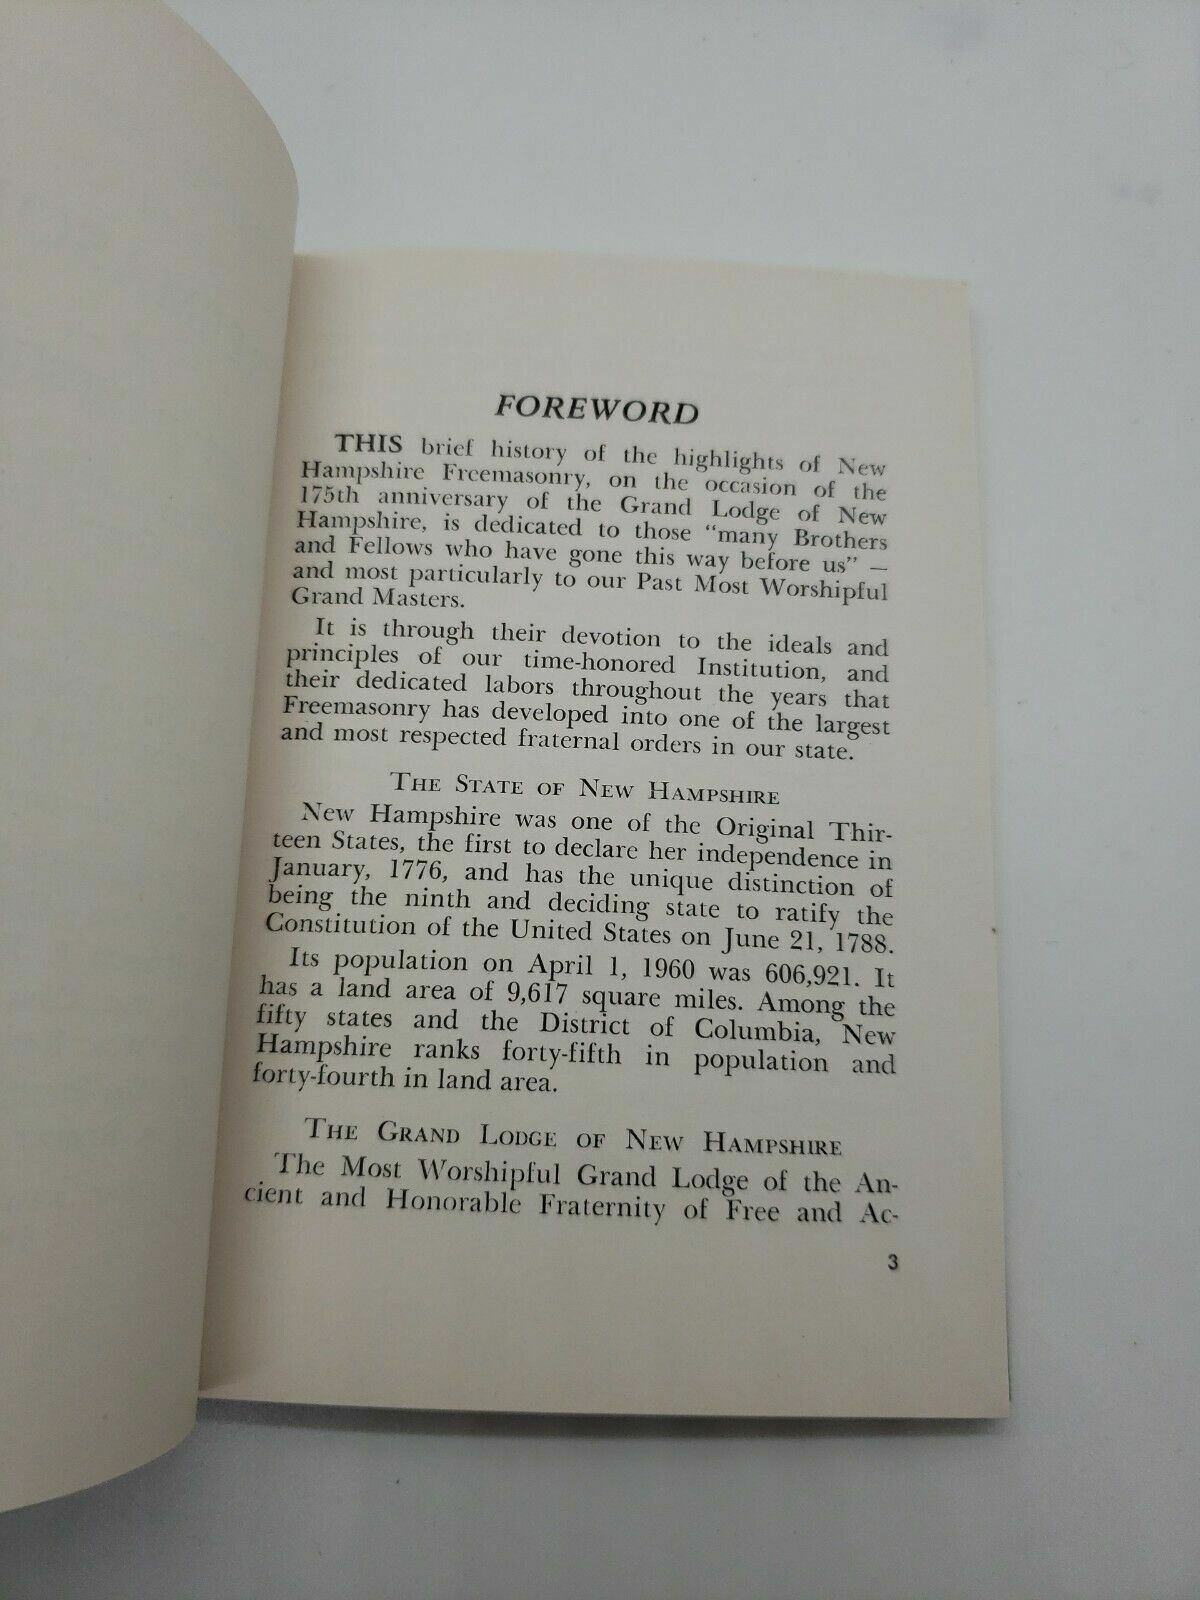 FOREWORD
THIS brief history of the highlights of New
Hampshire Freemasonry, on the occasion of the
175th anniversary of the Grand Lodge of New
Hampshire, is dedicated to those "many Brothers
and Fellows who have gone this way before us" —
and most particularly to our Past Most Worshipful
Grand Masters.
It is through their devotion to the ideals and
principles of our time-honored Institution, and
their dedicated labors throughout the years that
Freemasonry has developed into one of the largest
and most respected fraternal orders in our state.
THE STATE OF NEW HAMPSHIRE
New Hampshire was one of the Original Thir-
teen States, the first to declare her independence in
January, 1776, and has the unique distinction of
being the ninth and deciding state to ratify the
Constitution of the United States on June 21, 1788.
Its population on April 1, 1960 was 606,921. It
has a land area of 9,617 square miles. Among the
fifty states and the District of Columbia, New
Hampshire ranks forty-fifth in population and
forty-fourth in land area.
THE GRAND LODGE OF NEW HAMPSHIRE
The Most Worshipful Grand Lodge of the An-
cient and Honorable Fraternity of Free and Ac-
3